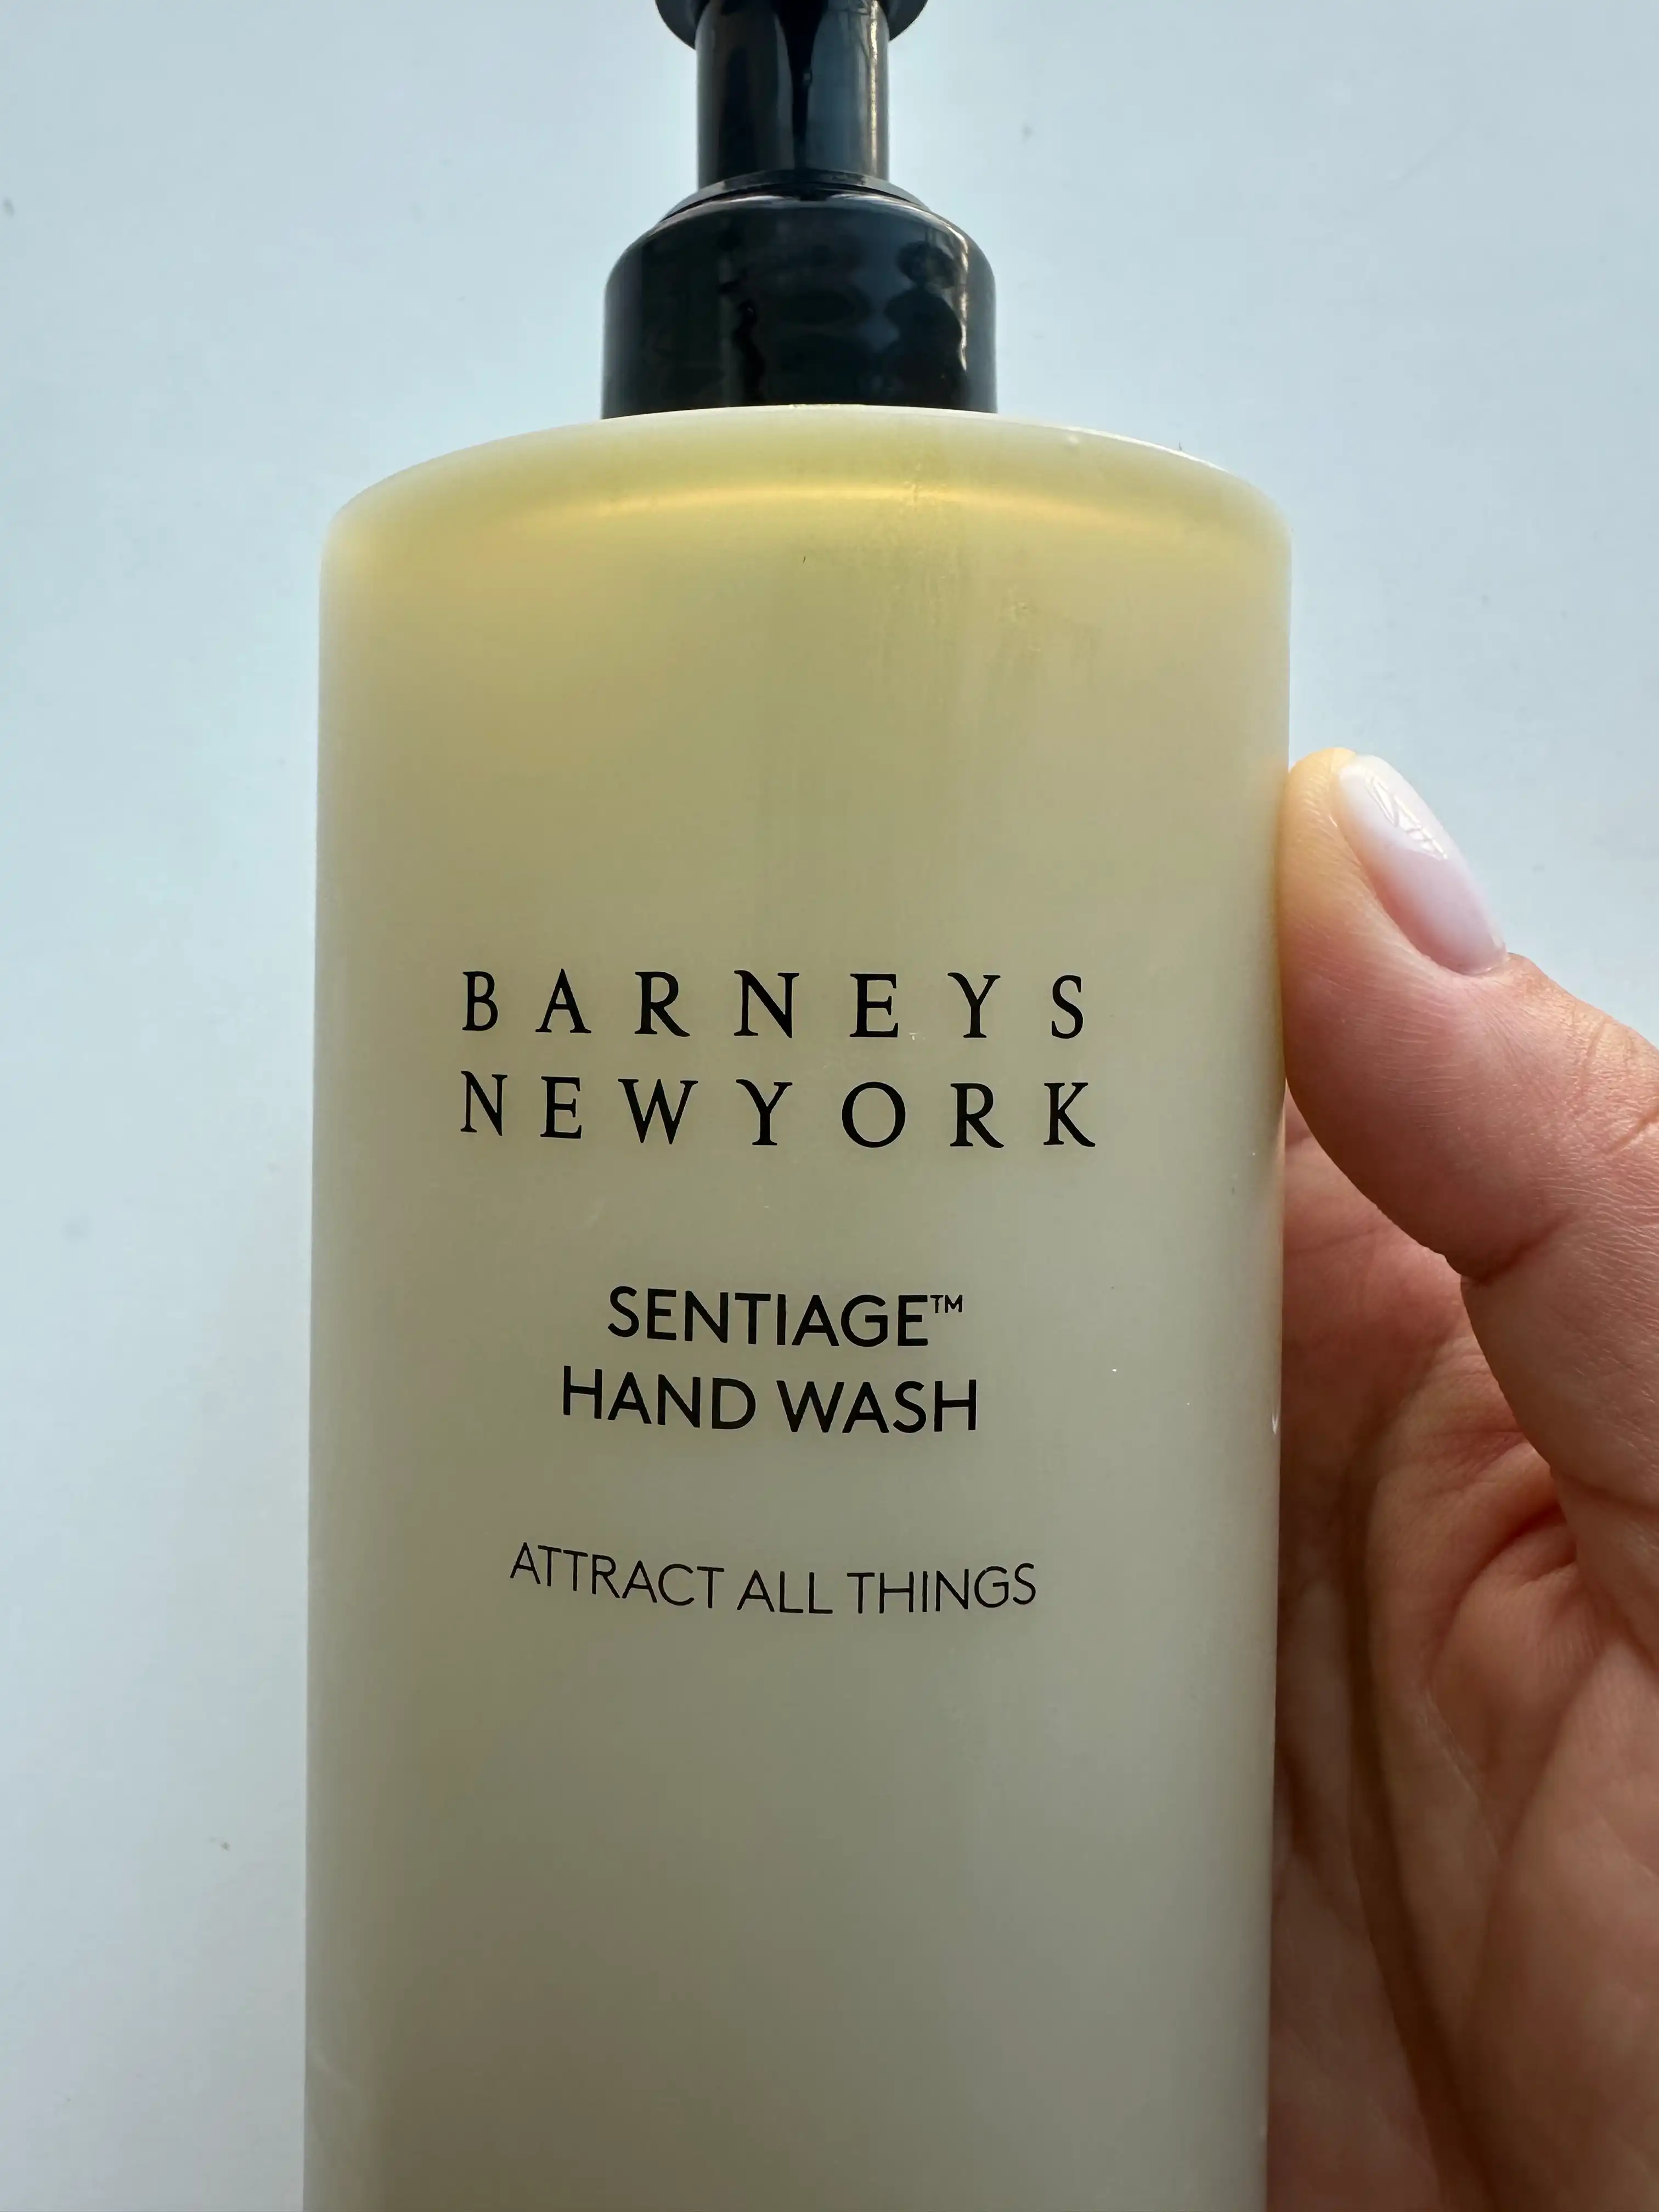 BARNEYS
NEWYORK
SENTIAGE™
HAND WASH
ATTRACT ALL THINGS